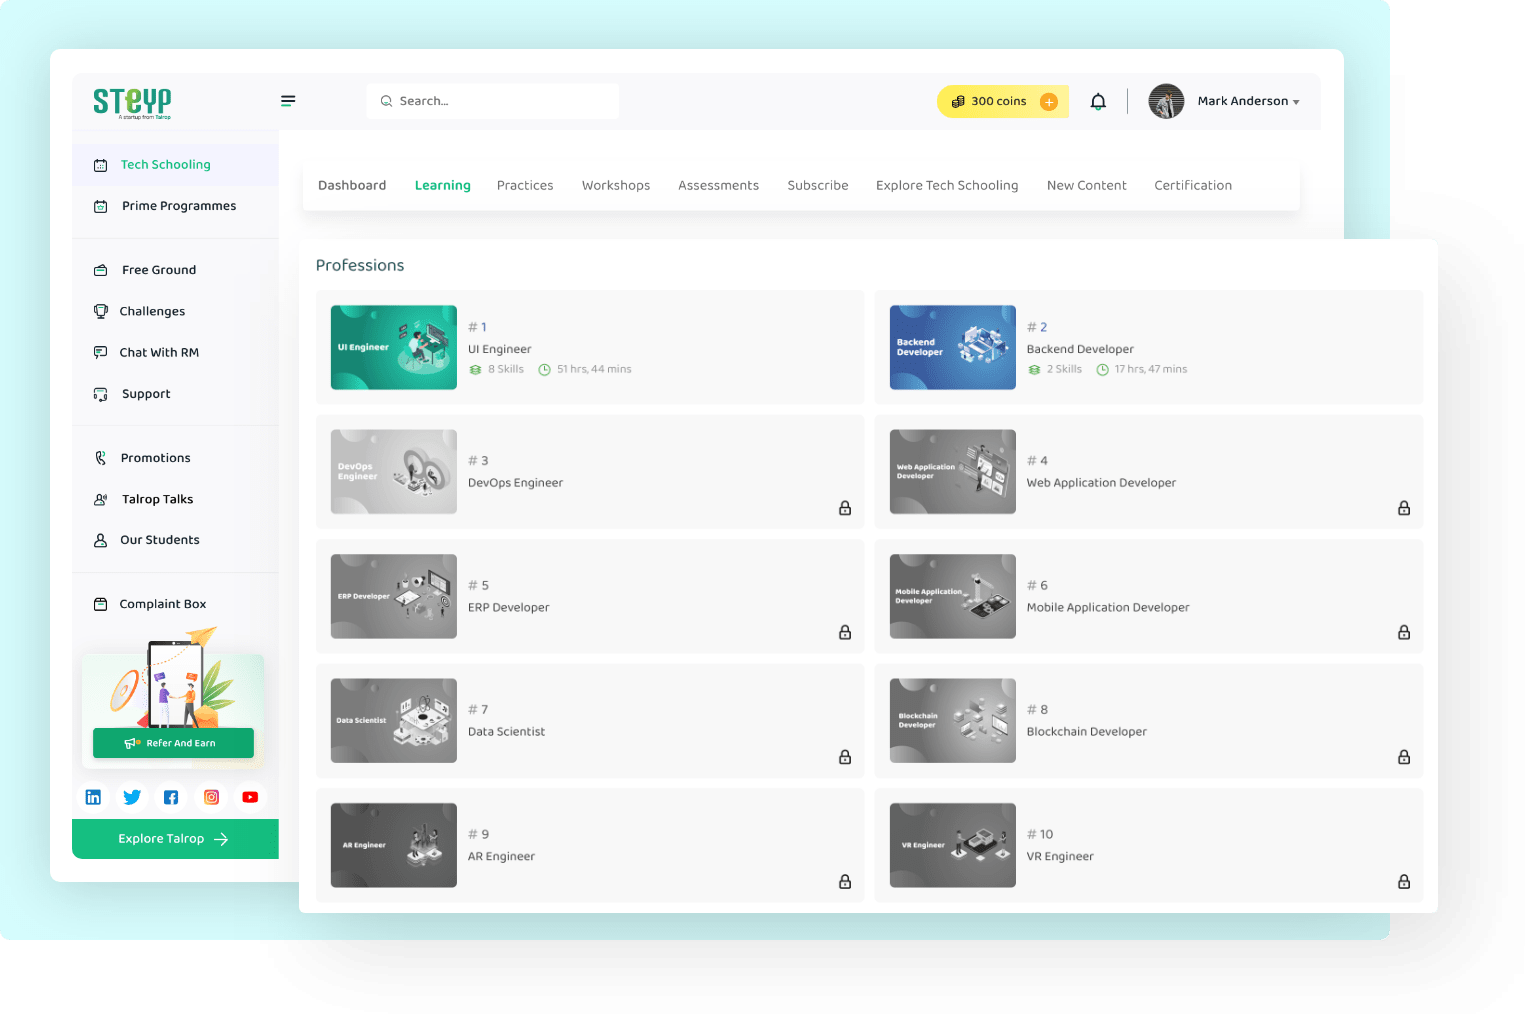 STEYP
A startup from Talrop
Search...
300 coins
Mark Anderson
Tech Schooling
Prime Programmes
Free Ground
Challenges
Chat With RM
Support
Promotions
Talrop Talks
Our Students
Complaint Box
Refer And Earn
Explore Talrop
Dashboard Learning Practices Workshops Assessments Subscribe Explore Tech Schooling New Content Certification
Professions
UI Engineer
# 1
UI Engineer
8 Skills 51 hrs, 44 mins
Backend
Developer
# 2
Backend Developer
2 Skills 17 hrs, 47 mins
DevOps
Engineer
# 3
DevOps Engineer
Web Application
Developer
# 4
Web Application Developer
ERP Developer
# 5
ERP Developer
Mobile Application
Developer
# 6
Mobile Application Developer
Data Scientist
# 7
Data Scientist
Blockchain
Developer
# 8
Blockchain Developer
AR Engineer
# 9
AR Engineer
VR Engineer
# 10
VR Engineer